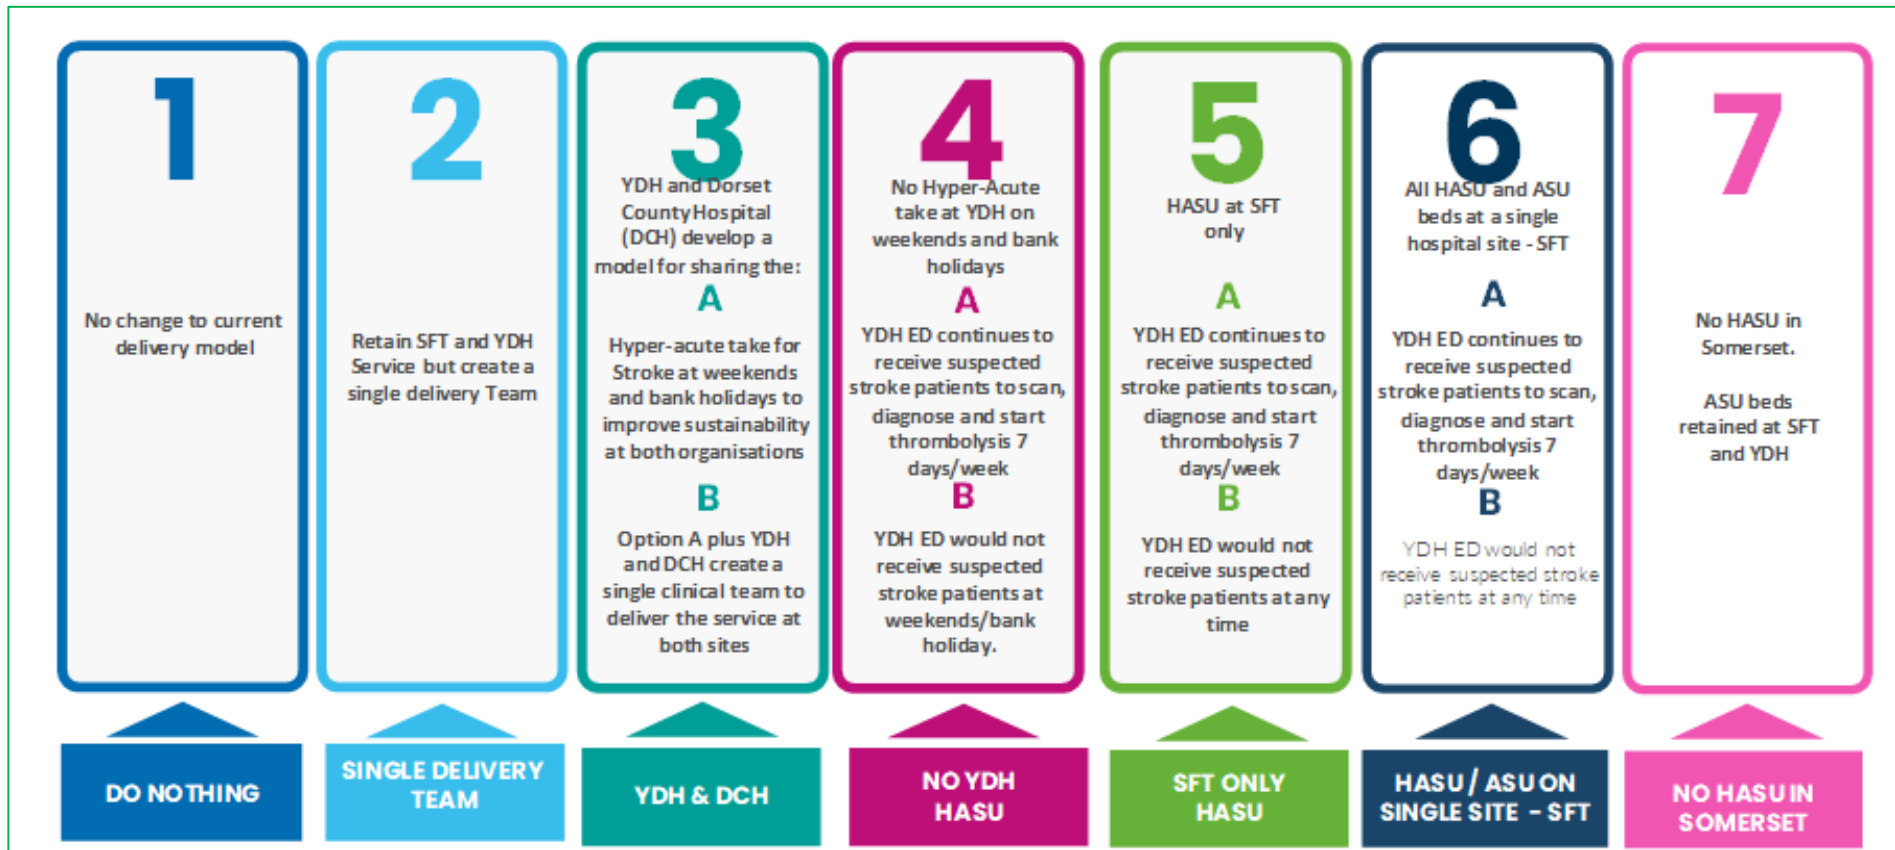 1
No change to current
delivery model
DO NOTHING
2
Retain SFT and YDH
Service but create a
single delivery Team
SINGLE DELIVERY
TEAM
3
YDH and Dorset
County Hospital
(DCH) develop a
model for sharing the:
A
Hyper-acute take for
Stroke at weekends
and bank holidays to
improve sustainability
at both organisations
B
Option A plus YDH
and DCH create a
single clinical team to
deliver the service at
both sites
YDH & DCH
4
No Hyper-Acute
take at YDH on
weekends and bank
holidays
A
YDH ED continues to
receive suspected
stroke patients to scan,
diagnose and start
thrombolysis 7
days/week
B
YDH ED would not
receive suspected
stroke patients at
weekends/bank
holiday.
NO YDH
HASU
5
HASU at SFT
only
A
YDH ED continues to
receive suspected
stroke patients to scan,
diagnose and start
thrombolysis 7
days/week
B
YDH ED would not
receive suspected
stroke patients at any
time
SFT ONLY
HASU
6
All HASU and ASU
beds at a single
hospital site - SFT
A
YDH ED continues to
receive suspected
stroke patients to scan,
diagnose and start
thrombolysis 7
days/week
B
YDH ED would not
receive suspected stroke
patients at any time
HASU / ASU ON
SINGLE SITE - SFT
7
No HASU in
Somerset.
ASU beds
retained at SFT
and YDH
NO HASU IN
SOMERSET